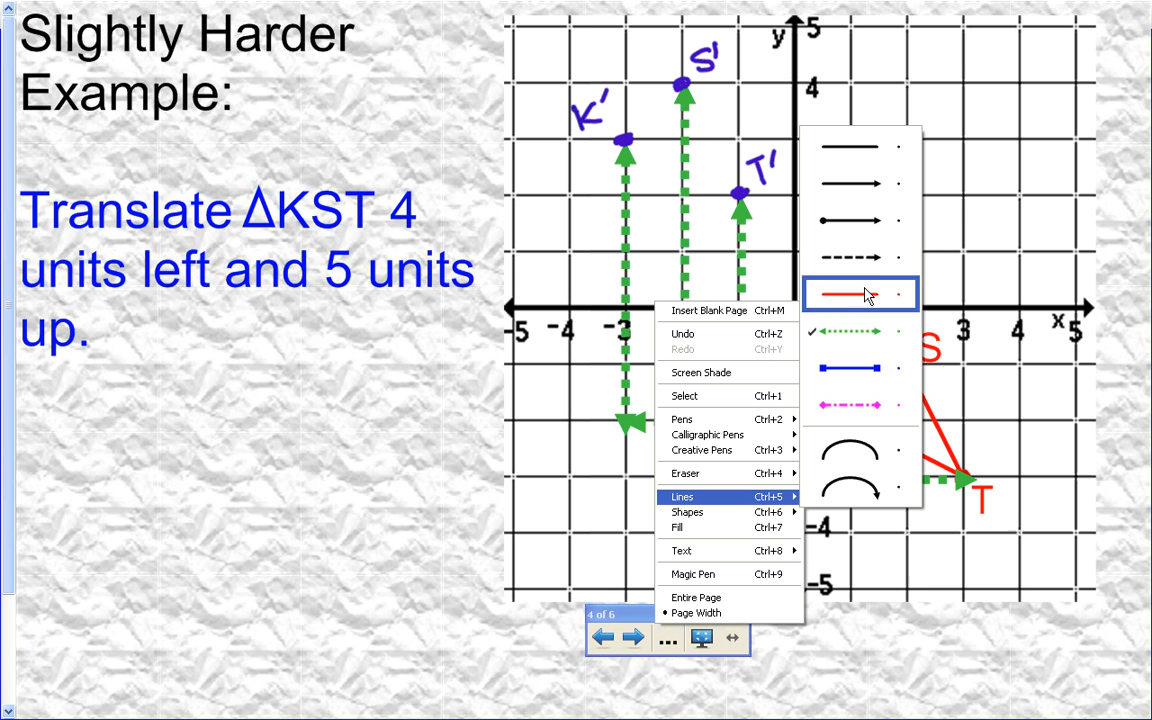 Slightly Harder
Example:
Translate ΔKST 4
units left and 5 units
up.
y
5
4
S'
K'
T'
-5
-4
3
x
5
S
T
-4
-5
Insert Blank Page Ctrl+M
Undo Ctrl+Z
Redo Ctrl+Y
Screen Shade
Select Ctrl+1
Pens Ctrl+2
Calligraphic Pens
Creative Pens Ctrl+3
Eraser Ctrl+4
Lines Ctrl+5
Shapes Ctrl+6
Fill Ctrl+7
Text Ctrl+8
Magic Pen Ctrl+9
Entire Page
Page Width
4 of 6
...